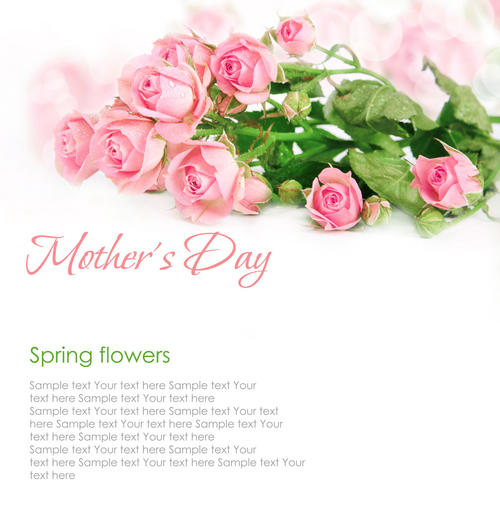 Mother's Day
Spring flowers
Sample text Your text here Sample text Your
text here Sample text Your text here
Sample text Your text here Sample text Your text
here Sample text Your text here Sample text Your
text here Sample text Your text here
Sample text Your text here Sample text Your
text here Sample text Your text here Sample text Your
text here